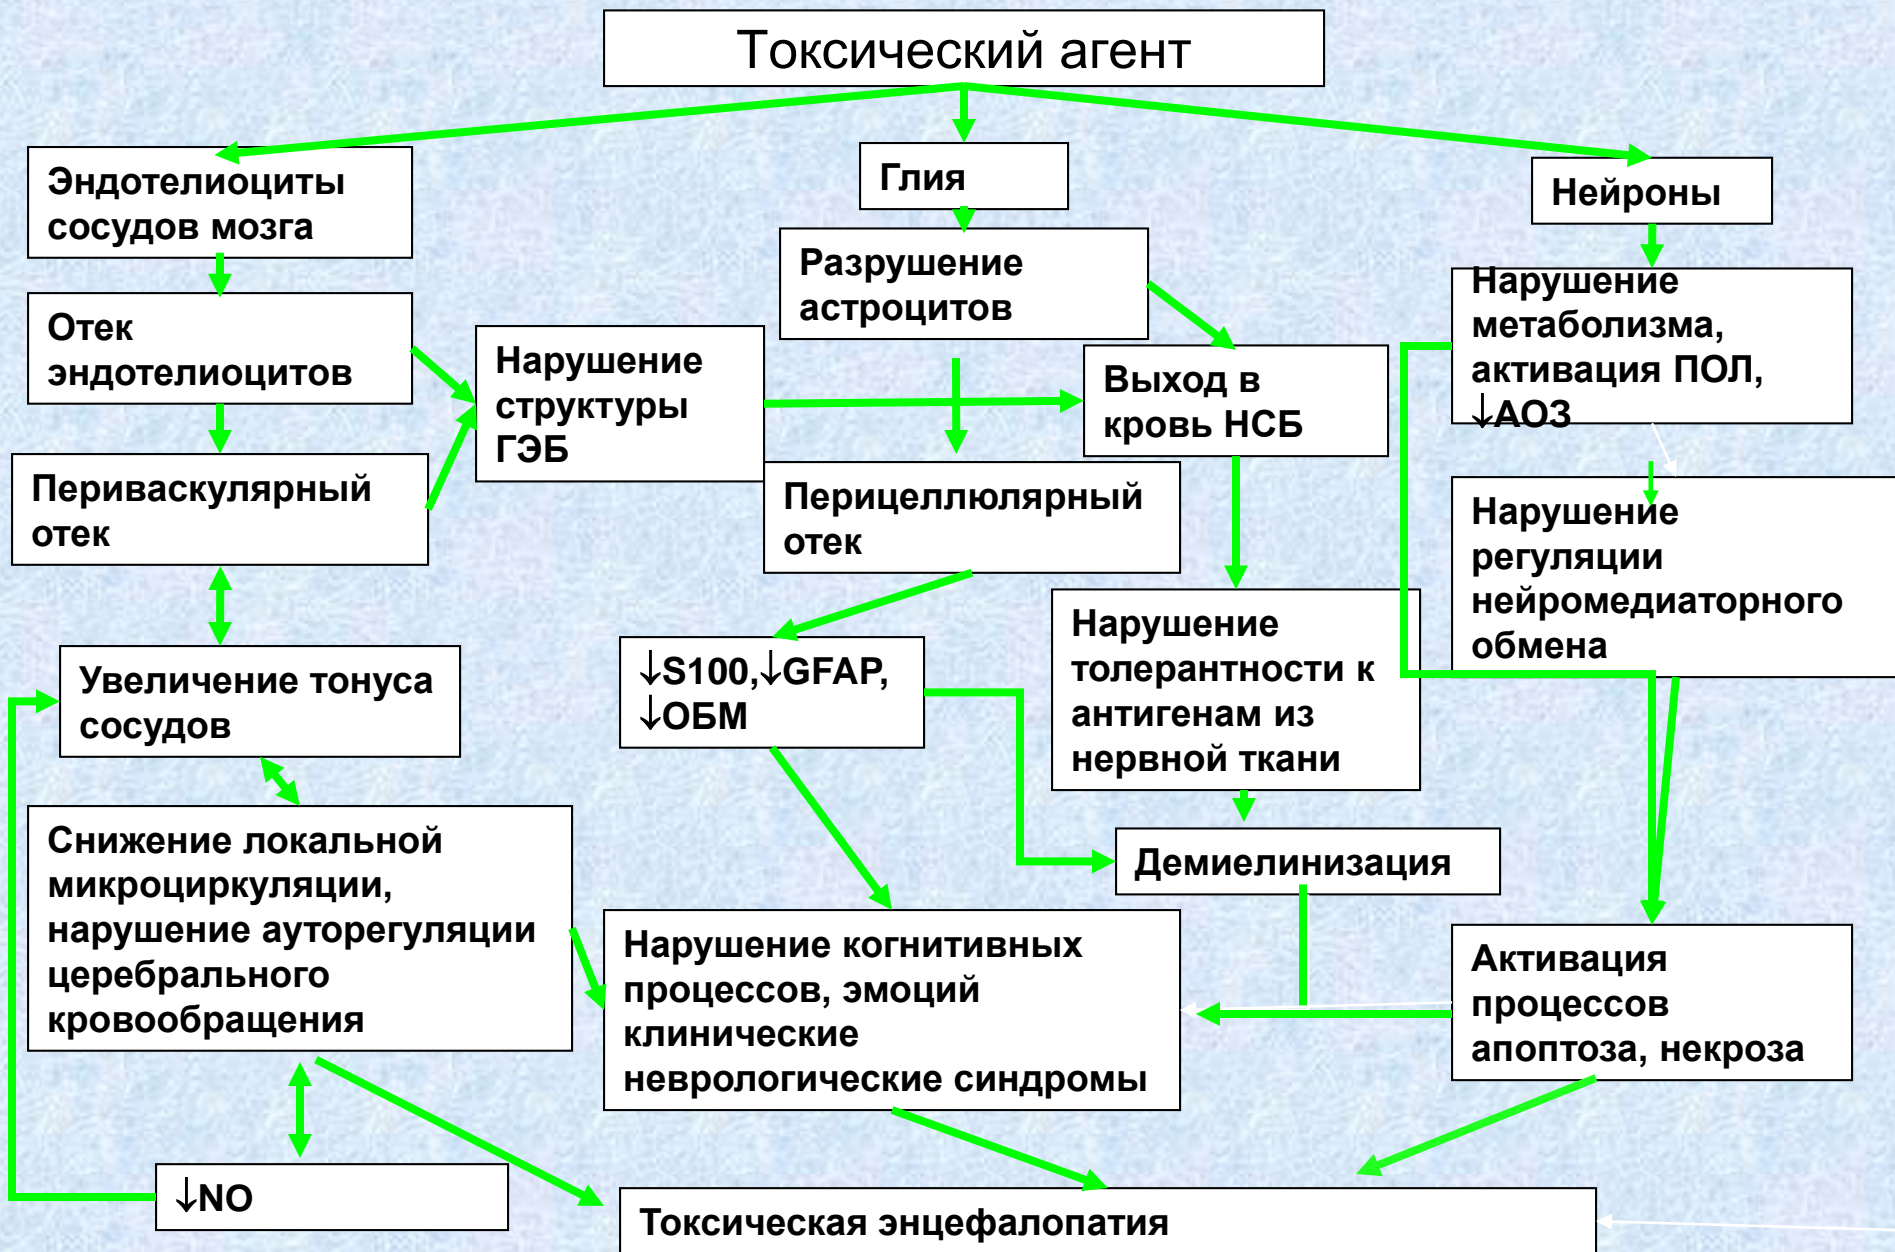 Токсический агент
Эндотелиоциты
сосудов мозга
Глия
Нейроны
Отек
эндотелиоцитов
Нарушение
структуры
ГЭБ
Разрушение
астроцитов
Выход в
кровь НСБ
Нарушение
метаболизма,
активация ПОЛ,
↓АОЗ
Периваскулярный
отек
Перицеллюлярный
отек
Нарушение
регуляции
нейромедиаторного
обмена
Увеличение тонуса
сосудов
↓S100,↓GFAP,
↓ОБМ
Нарушение
толерантности к
антигенам из
нервной ткани
Снижение локальной
микроциркуляции,
нарушение ауторегуляции
церебрального
кровообращения
Демиелинизация
Нарушение когнитивных
процессов, эмоций
клинические
неврологические синдромы
Активация
процессов
апоптоза, некроза
↓NO
Токсическая энцефалопатия